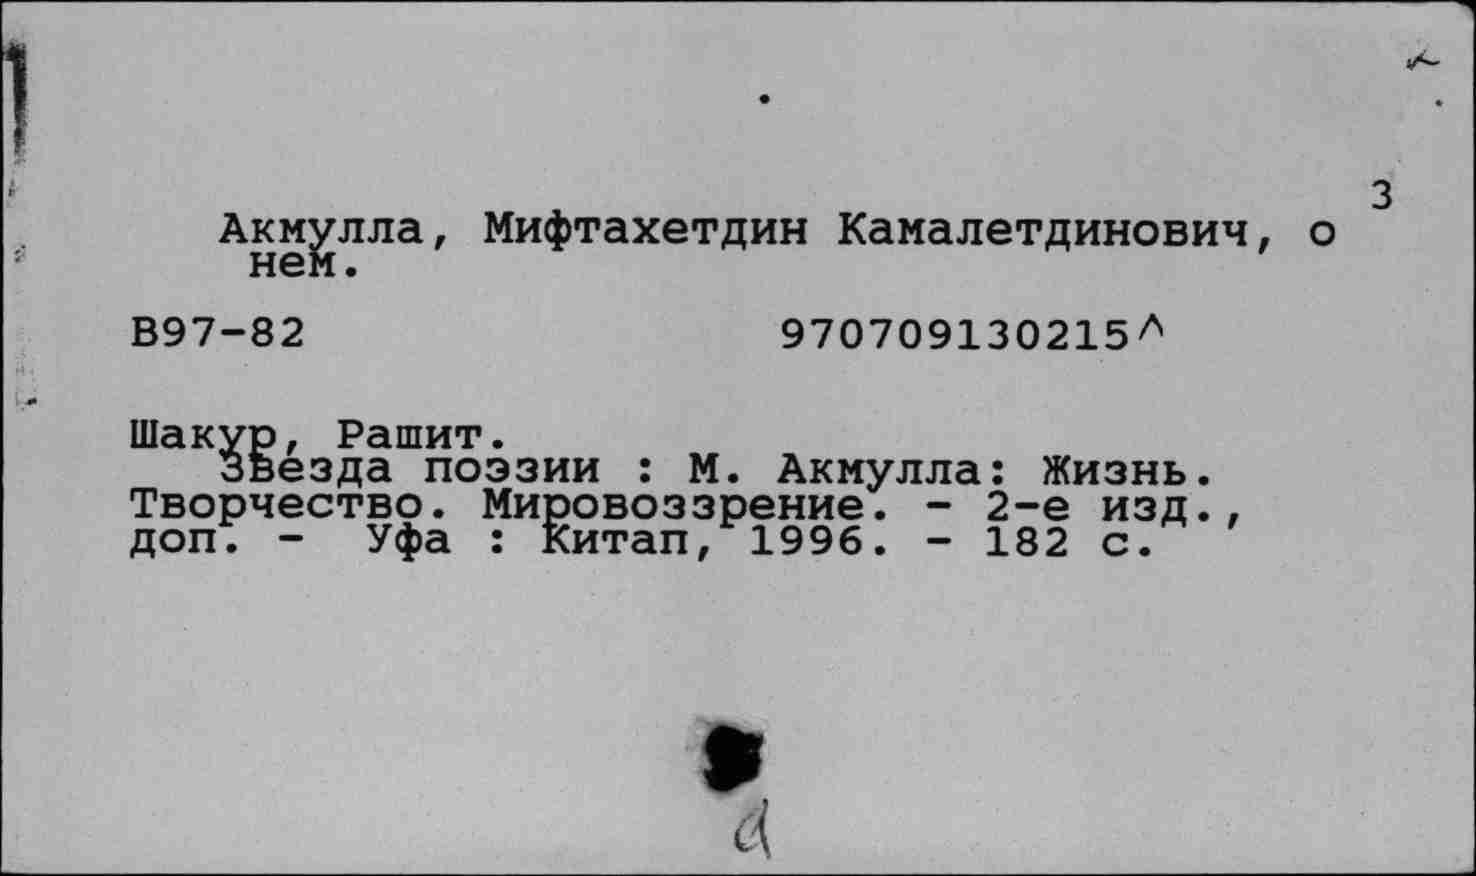 3
Акмулла, Мифтахетдин Камалетдинович, о
нем.
В97-82 970709130215Л
Шакур, Рашит.
Звезда поэзии : М. Акмулла: Жизнь.
Творчество. Мировоззрение. - 2-е изд.,
доп. - Уфа : Китап, 1996. - 182 с.